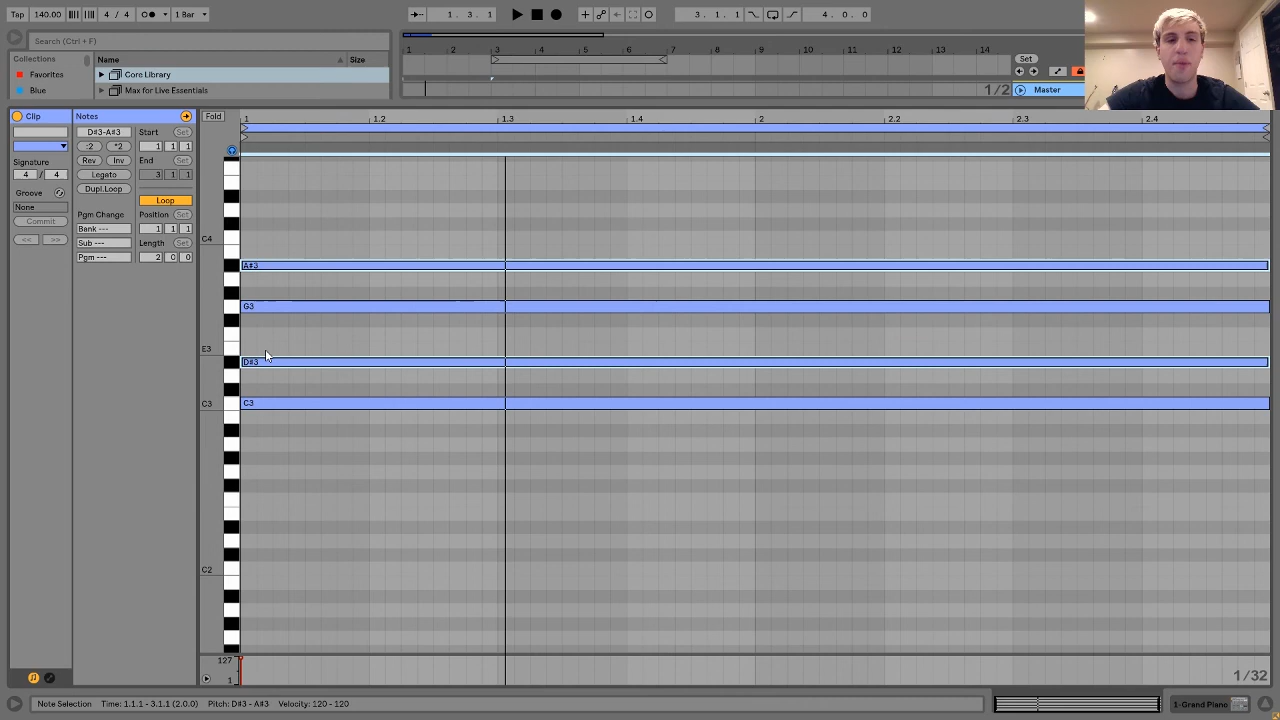 Tap 140.00 4 / 4 1 Bar 1. 3. 1 3. 1. 1 4. 0. 0
Search (Ctrl + F)
Collections Name Size
Favorites Core Library
Blue Max for Live Essentials
1 2 3 4 5 6 7 8 9 10 11 12 13 14
Set
1/2 Master
Clip Notes Fold 1 1.2 1.3 1.4 2 2.2 2.3 2.4
D#3-A#3 Start Set
:2 *2 1 1 1
Signature Rev Inv End Set
4 / 4 Legato 3 1 1
Groove Dupl.Loop
None Loop
Commit Pgm Change Position Set
<< >> Bank --- 1 1 1
Sub --- Length Set
Pgm --- 2 0 0
C4
A#3
G3
E3
D#3
C3 C3
C2
127
1
1/32
Note Selection Time: 1.1.1 - 3.1.1 (2.0.0) Pitch: D#3 - A#3 Velocity: 120 - 120 1-Grand Piano